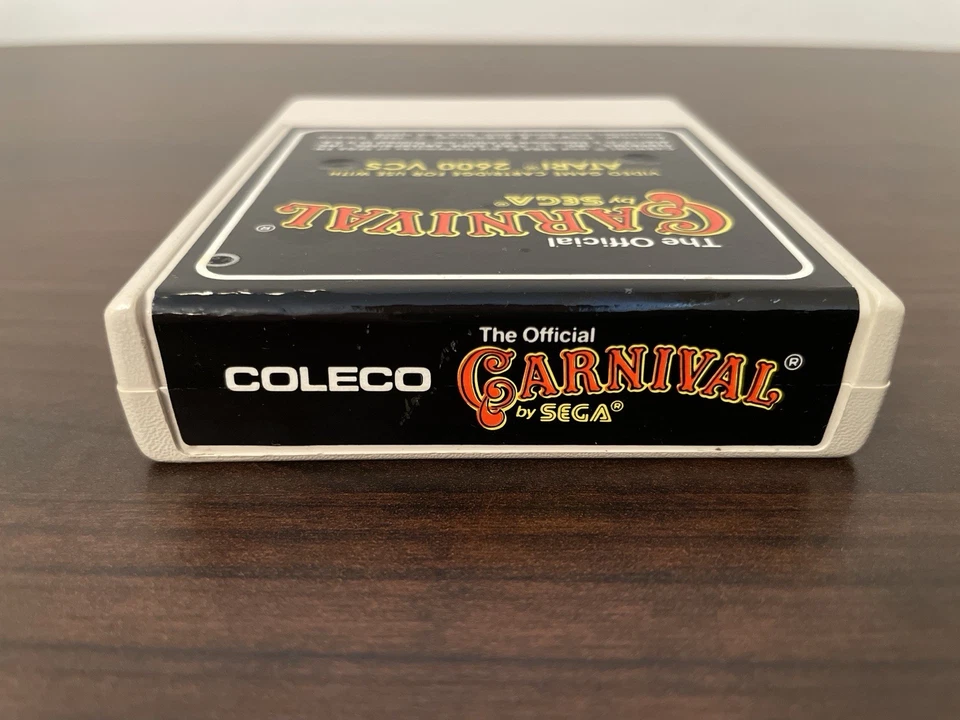 COLECO
The Official
CARNIVAL®
by SEGA®
The Official
CARNIVAL®
by SEGA®
VIDEO GAME CARTRIDGE FOR USE WITH
ATARI® 2600 VCS